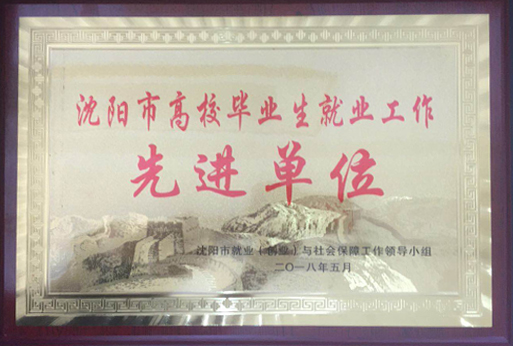 沈阳市高校毕业生就业工作
先进单位
沈阳市就业（创业）与社会保障工作领导小组
二〇一八年五月